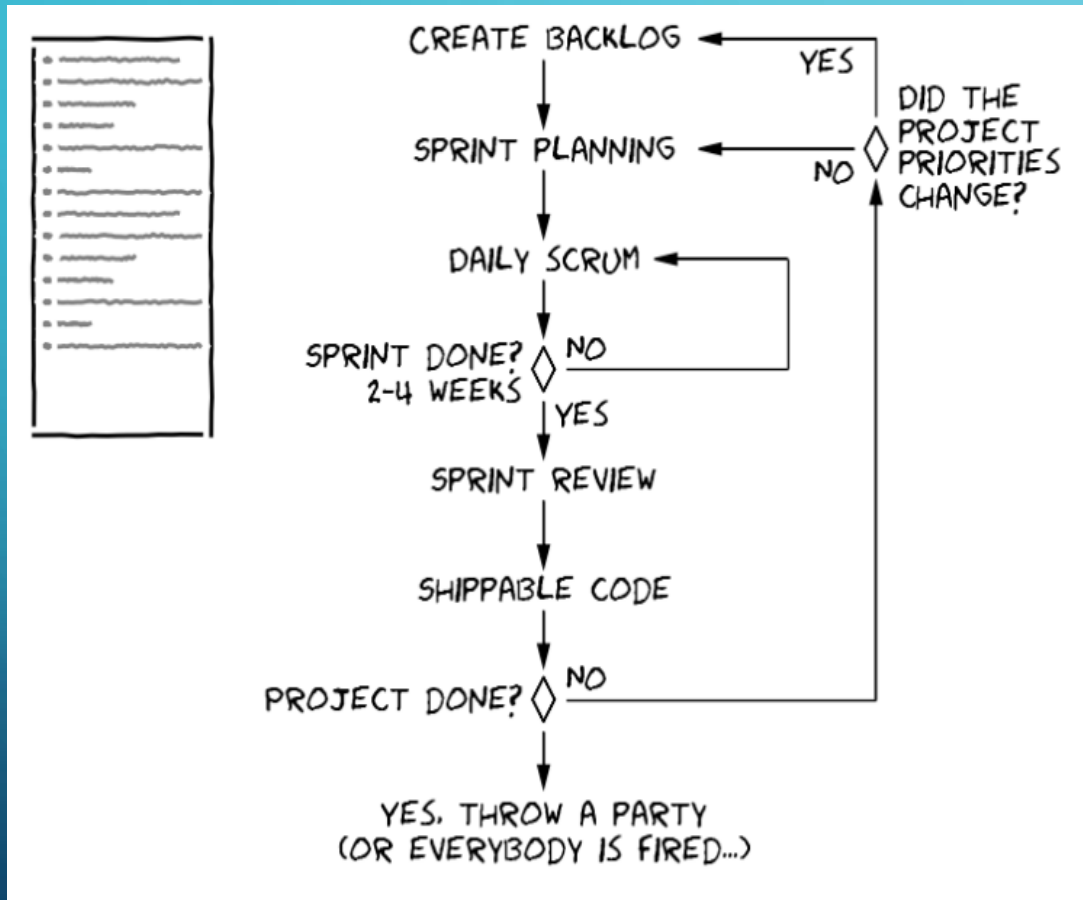 CREATE BACKLOG
YES
DID THE
PROJECT
PRIORITIES
CHANGE?
SPRINT PLANNING
NO
DAILY SCRUM
SPRINT DONE?
2-4 WEEKS
NO
YES
SPRINT REVIEW
SHIPPABLE CODE
PROJECT DONE?
NO
YES, THROW A PARTY
(OR EVERYBODY IS FIRED...)